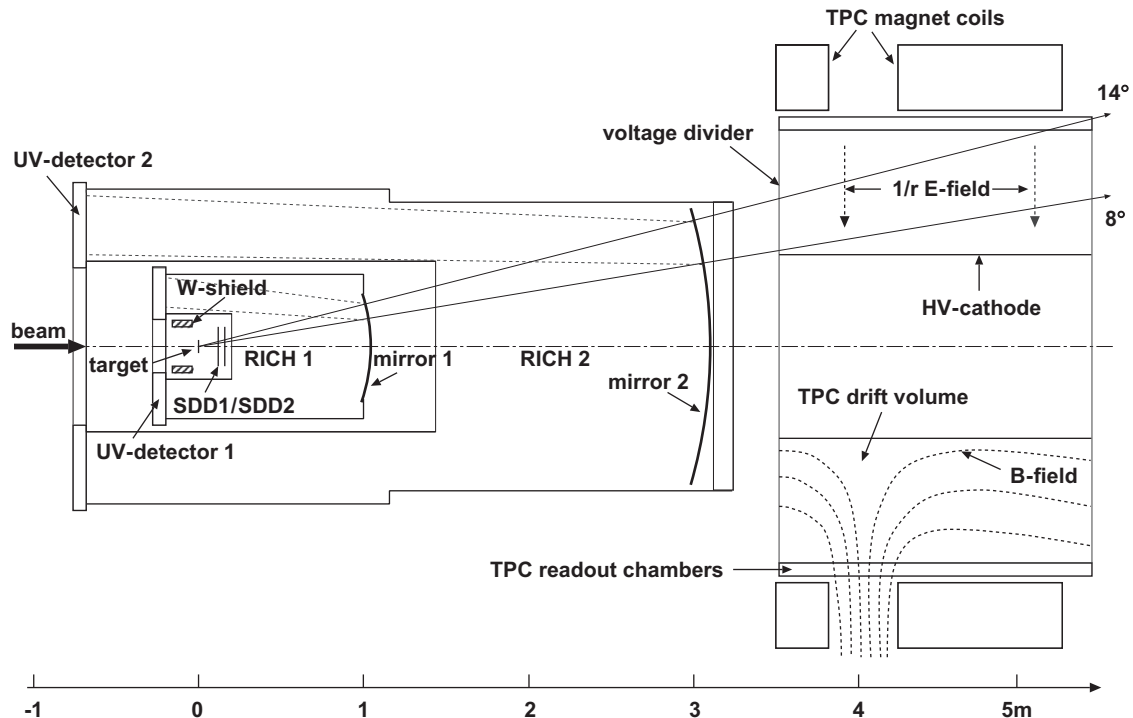 TPC magnet coils
14°
voltage divider
UV-detector 2
1/r E-field
8°
W-shield
HV-cathode
beam
target
RICH 1
mirror 1
RICH 2
mirror 2
SDD1/SDD2
TPC drift volume
UV-detector 1
B-field
TPC readout chambers
-1 0 1 2 3 4 5m